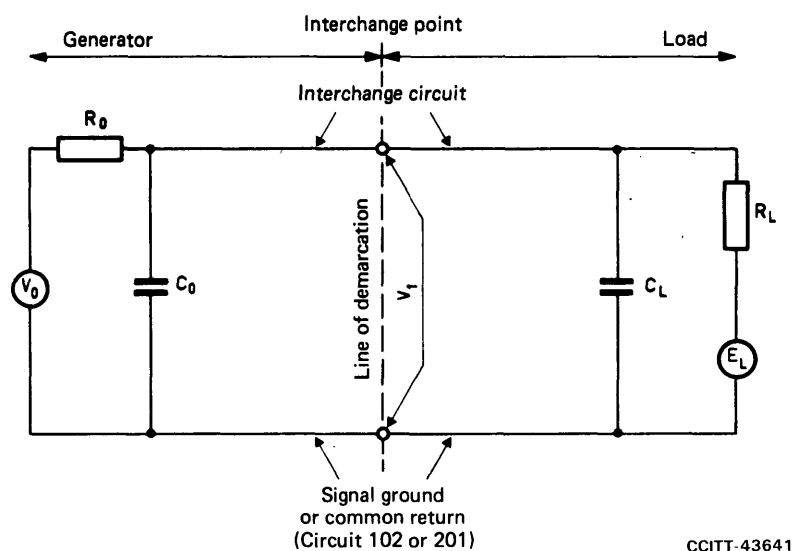 Interchange point
Generator
Load
Interchange circuit
R0
RL
V0
C0
Line of demarcation
V1
CL
EL
Signal ground
or common return
(Circuit 102 or 201)
CCITT-43641